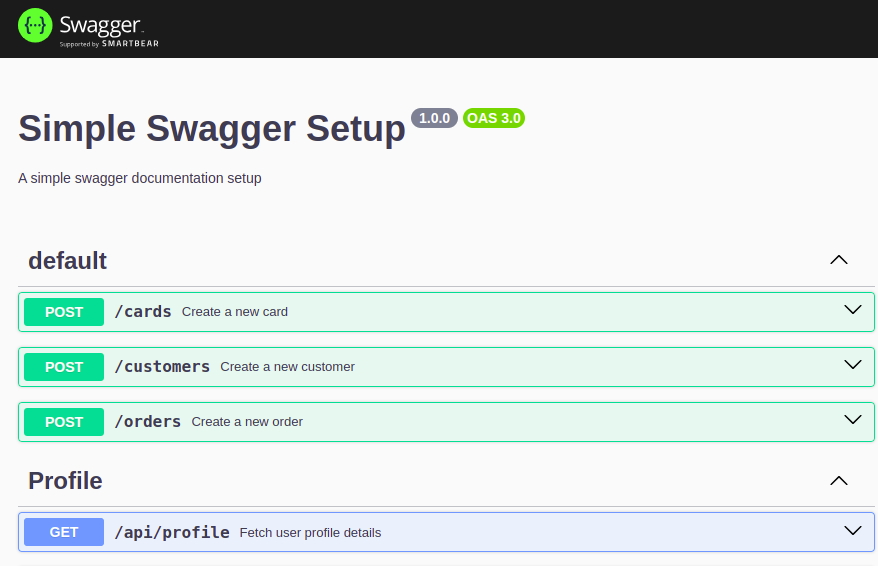 {···} Swagger
Supported by SMARTBEAR
Simple Swagger Setup 1.0.0 OAS 3.0
A simple swagger documentation setup
default
POST /cards Create a new card
POST /customers Create a new customer
POST /orders Create a new order
Profile
GET /api/profile Fetch user profile details